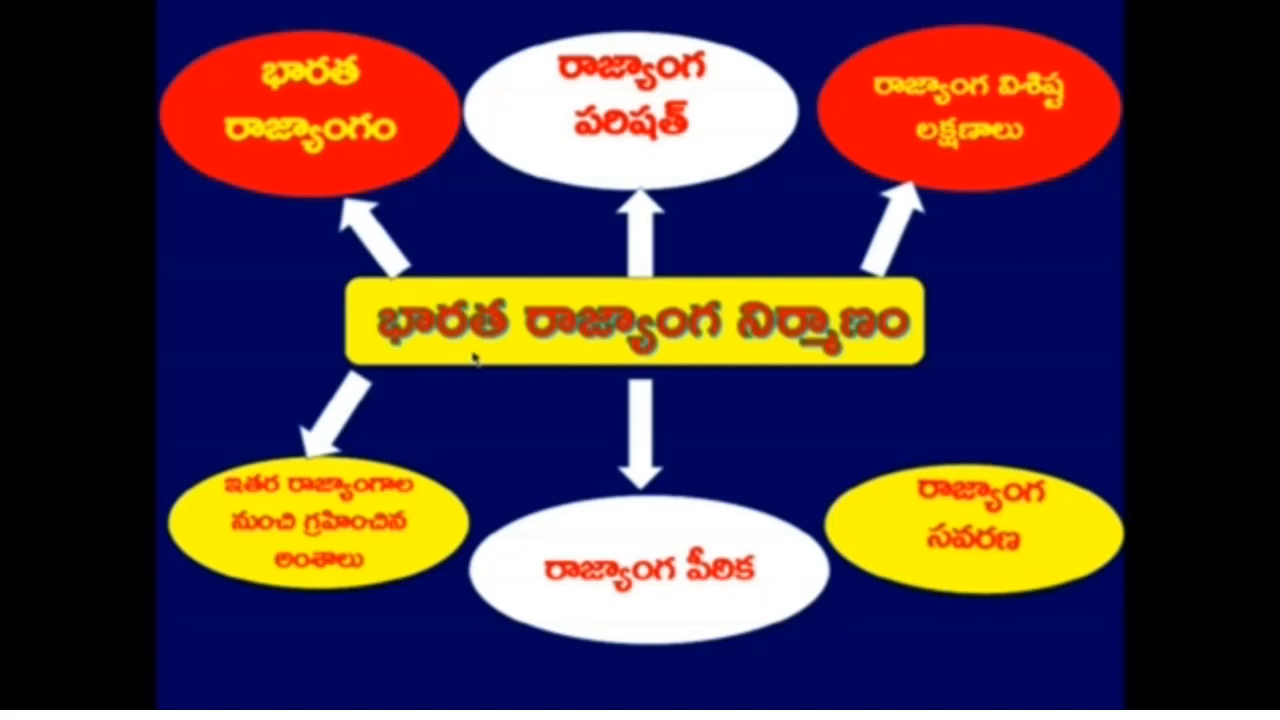 భారత
రాజ్యాంగం
రాజ్యాంగ
పరిషత్
రాజ్యాంగ విశిష్ట
లక్షణాలు
భారత రాజ్యాంగ నిర్మాణం
ఇతర రాజ్యాంగాల
నుంచి గ్రహించిన
అంశాలు
రాజ్యాంగ పీఠిక
రాజ్యాంగ
సవరణ